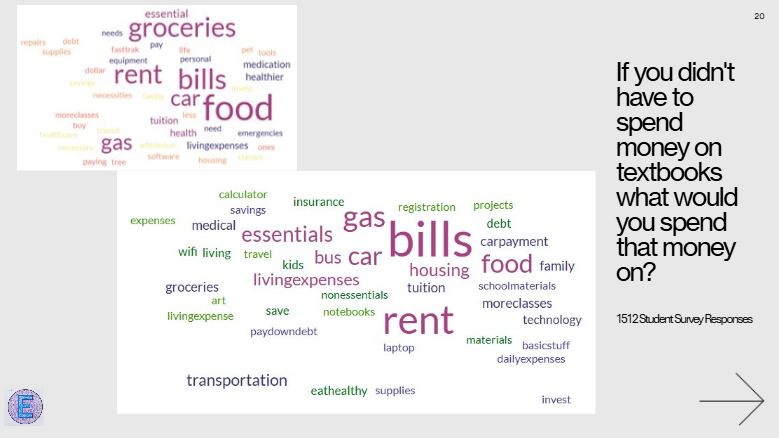 20
essential
groceries
needs
repairs debt pay
supplies fasttrak life pet tools
equipment personal medication
dollar rent bills healthier
savings invest
necessities family car food
moreclasses less
buy tuition
healthcare transit health need emergencies
necessary gas livingexpenses ones
software housing
paying tree
If you didn't
have to
spend
money on
textbooks
what would
you spend
that money
on?
1512 Student Survey Responses
calculator
savings insurance registration projects
expenses gas debt
medical essentials bills carpayment
wifi living travel bus car food family
kids housing
livingexpenses tuition schoolmaterials
groceries nonessentials moreclasses
art save notebooks rent technology
livingexpense
paydowndebt materials basicstuff
laptop dailyexpenses
transportation
eathealthy supplies
invest
E